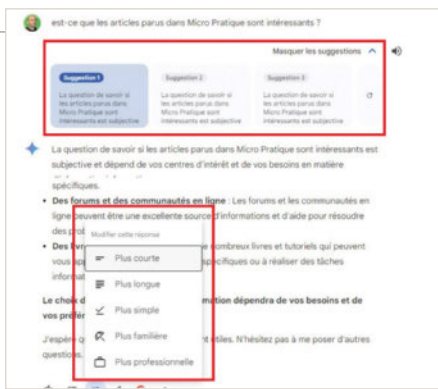 est-ce que les articles parus dans Micro Pratique sont intéressants ?
Masquer les suggestions
Suggestion 1
Suggestion 2
Suggestion 3
La question de savoir si
les articles parus dans
Micro Pratique sont
intéressants est subjective
La question de savoir si
les articles parus dans
Micro Pratique sont
intéressants est subjective
La question de savoir si
les articles parus dans
Micro Pratique sont
intéressants est subjective
La question de savoir si les articles parus dans Micro Pratique sont intéressants est
subjective et dépend de vos centres d'intérêt et de vos besoins en matière
spécifiques.
• Des forums et des communautés en ligne : Les forums et les communautés en
ligne peuvent être une excellente source d'informations et d'aide pour résoudre
des
Modifier cette réponse
Plus courte
Plus longue
Plus simple
Plus familière
Plus professionnelle
• Des nombreux livres et tutoriels qui peuvent
vous spécifiques ou à réaliser des tâches
Le choix dépendra de vos besoins et de
vos
J'espère utiles. N'hésitez pas à me poser d'autres
questions.